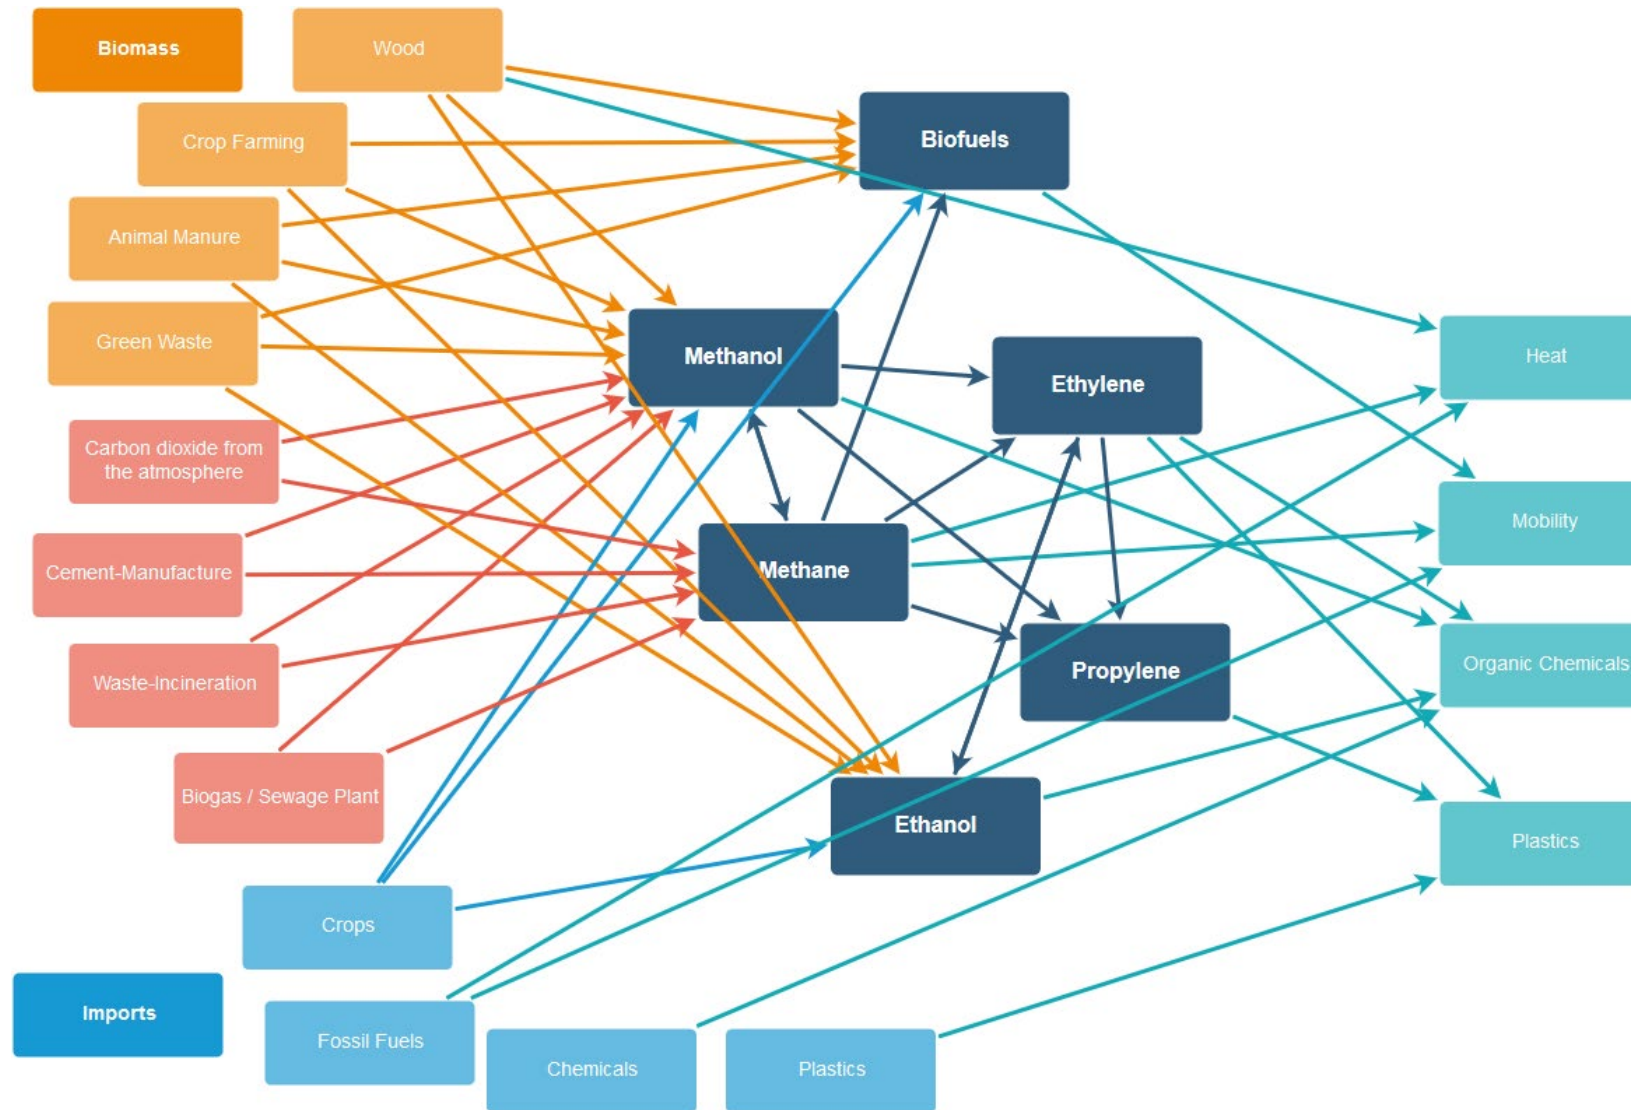 Biomass
Wood
Crop Farming
Biofuels
Animal Manure
Green Waste
Methanol
Ethylene
Heat
Carbon dioxide from
the atmosphere
Mobility
Cement-Manufacture
Methane
Waste-Incineration
Propylene
Organic Chemicals
Biogas / Sewage Plant
Ethanol
Plastics
Crops
Imports
Fossil Fuels
Chemicals
Plastics